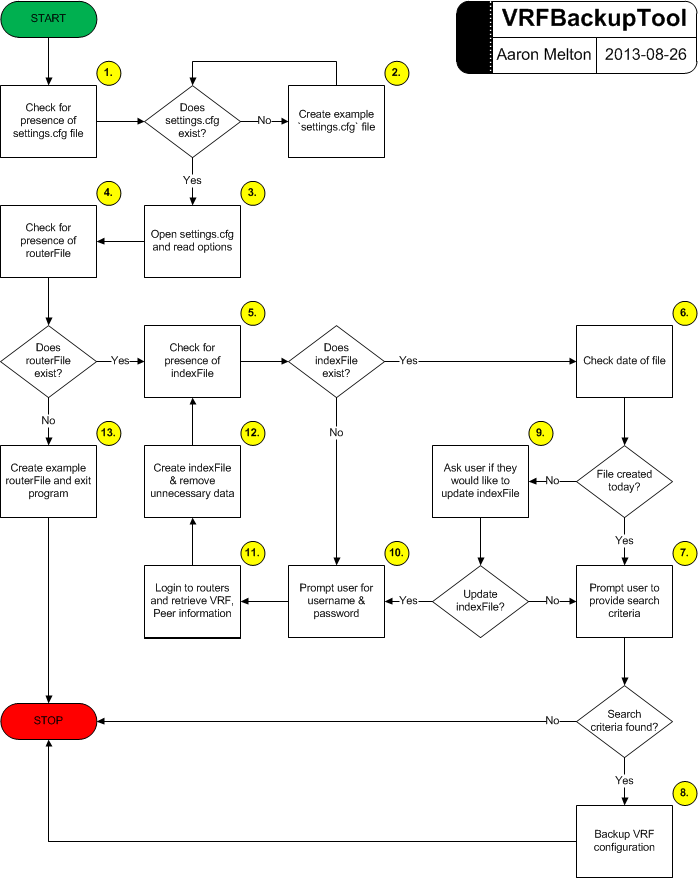 START
VRFBackupTool
Aaron Melton
2013-08-26
1.
Check for
presence of
settings.cfg file
Does
settings.cfg
exist?
No
2.
Create example
`settings.cfg` file
Yes
3.
Open settings.cfg
and read options
4.
Check for
presence of
routerFile
Does
routerFile
exist?
Yes
5.
Check for
presence of
indexFile
Does
indexFile
exist?
Yes
6.
Check date of file
No
13.
Create example
routerFile and exit
program
12.
Create indexFile
& remove
unnecessary data
No
9.
Ask user if they
would like to
update indexFile
No
File created
today?
Yes
11.
Login to routers
and retrieve VRF,
Peer information
10.
Prompt user for
username &
password
Yes
Update
indexFile?
No
7.
Prompt user to
provide search
criteria
STOP
No
Search
criteria found?
Yes
8.
Backup VRF
configuration